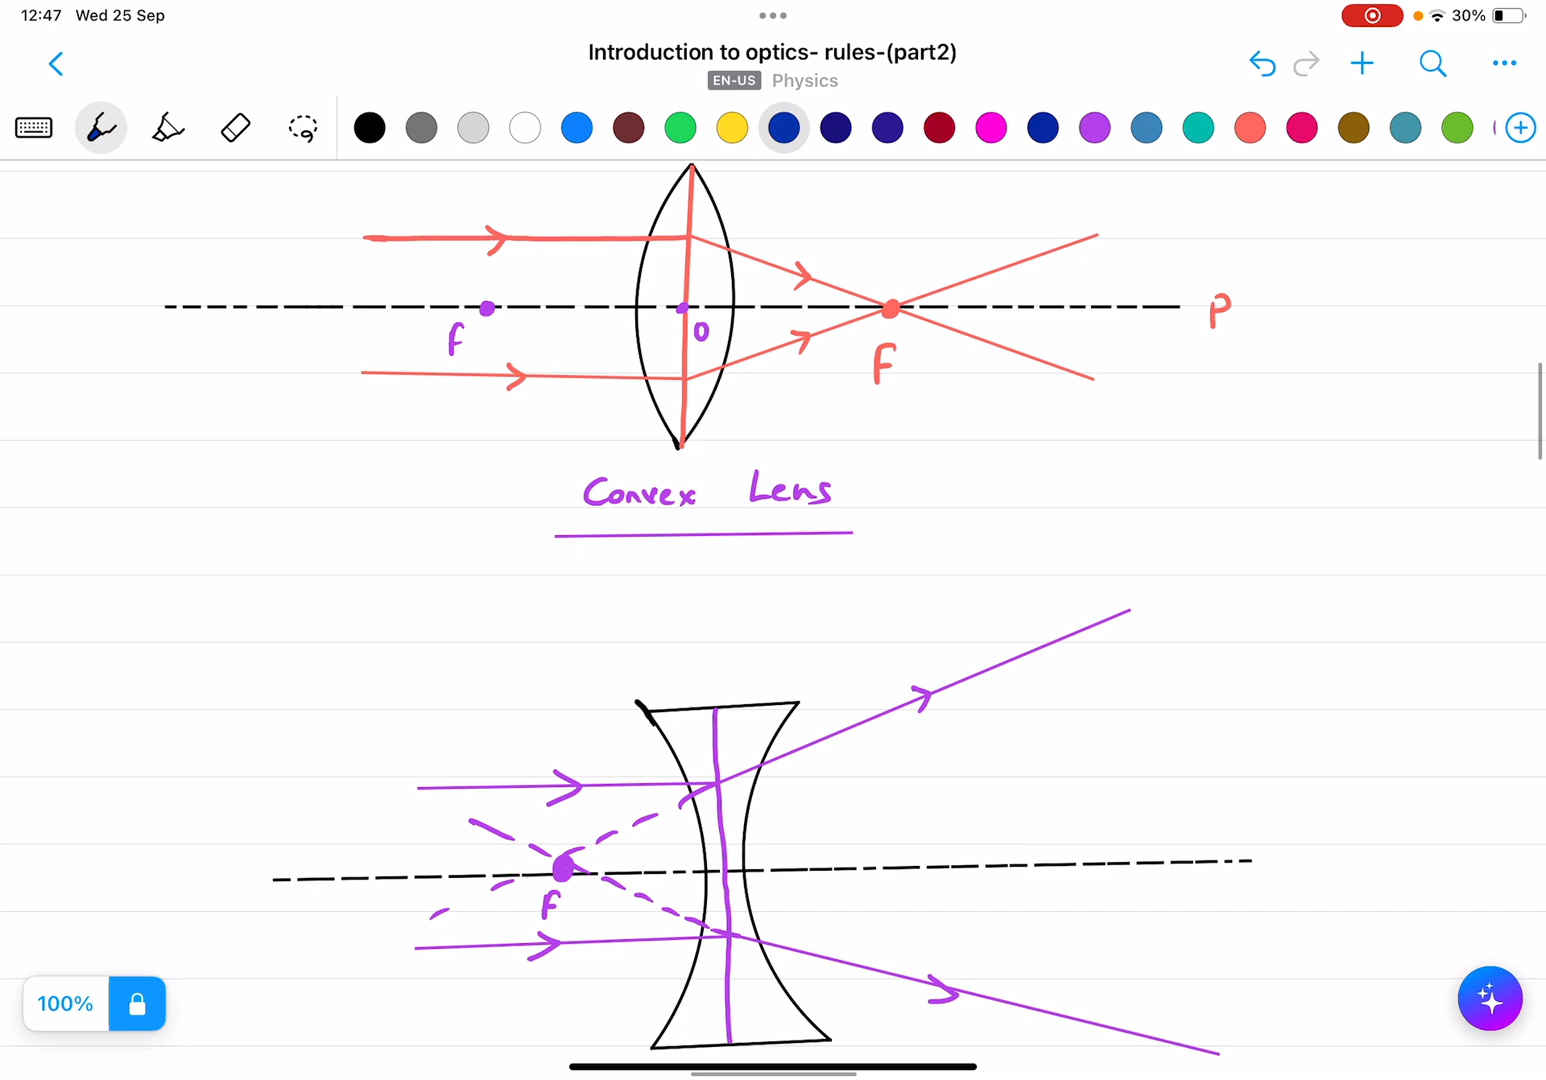 12:47 Wed 25 Sep
30%
Introduction to optics- rules-(part2)
EN-US Physics
P
F
O
F
Convex Lens
F
100%